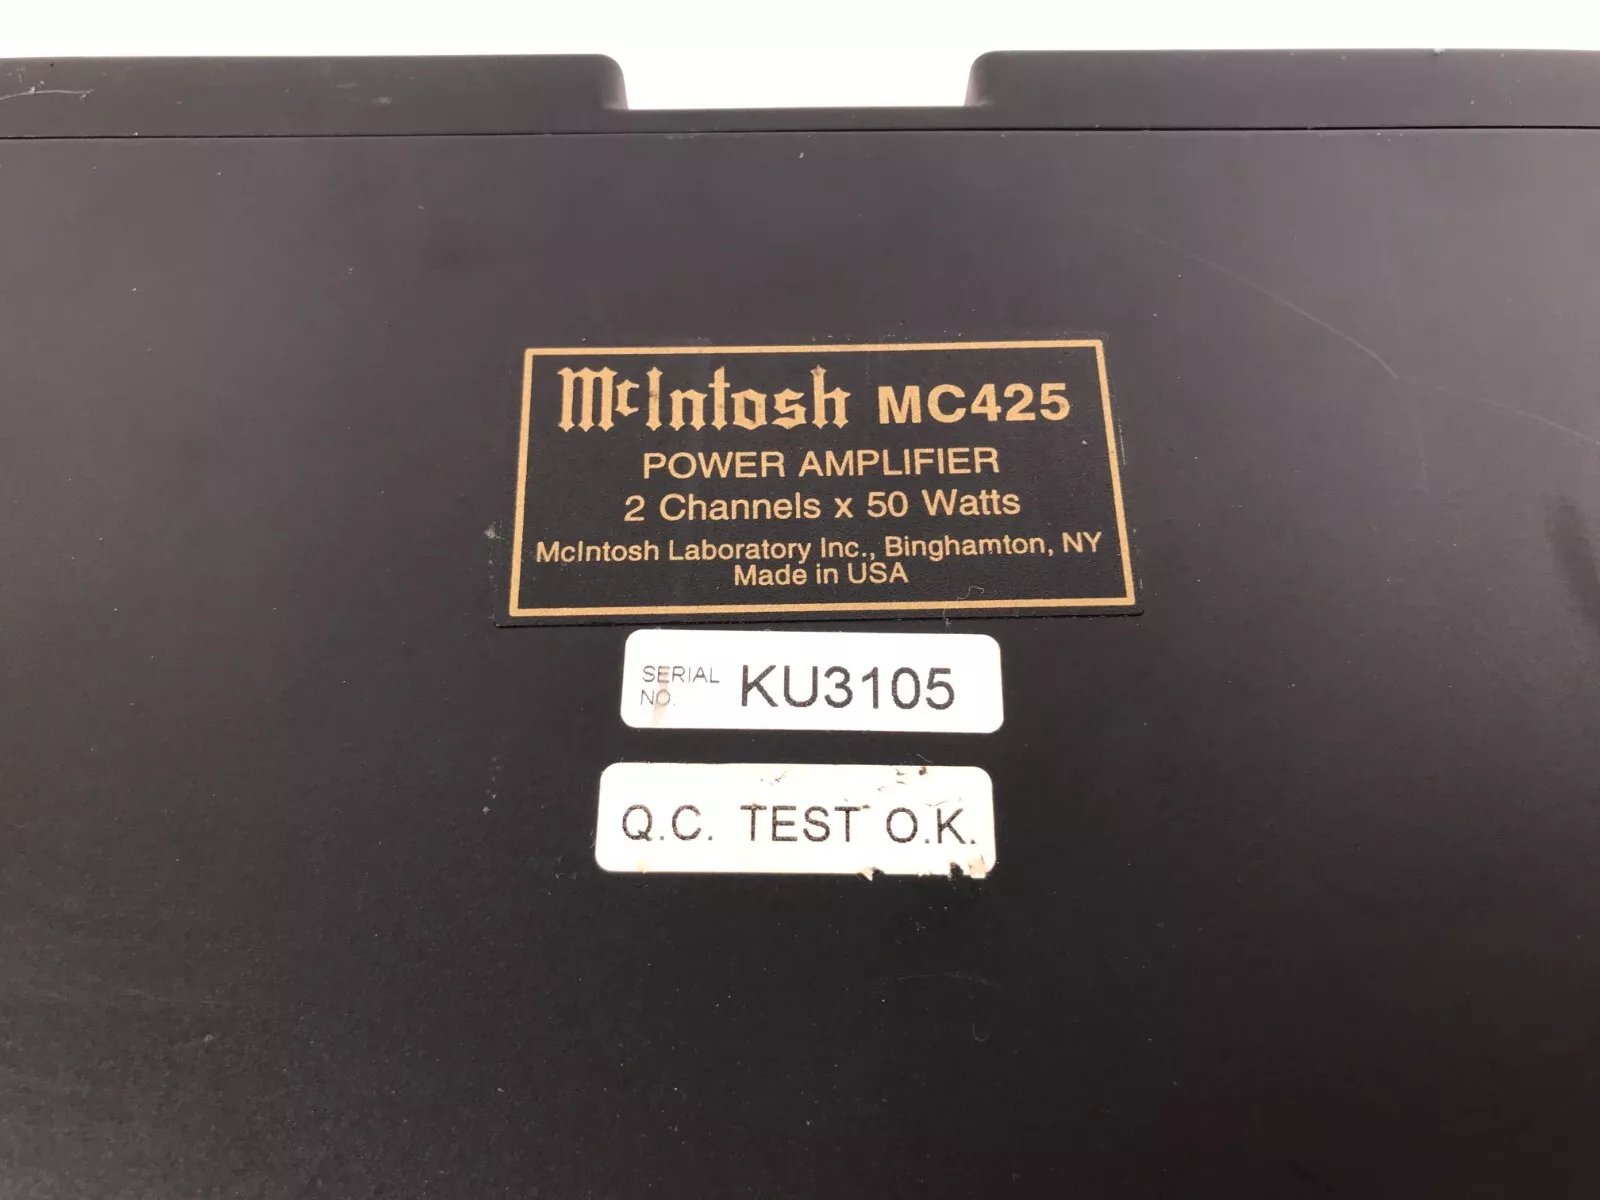 McIntosh MC425
POWER AMPLIFIER
2 Channels x 50 Watts
McIntosh Laboratory Inc., Binghamton, NY
Made in USA
SERIAL NO. KU3105
Q.C. TEST O.K.